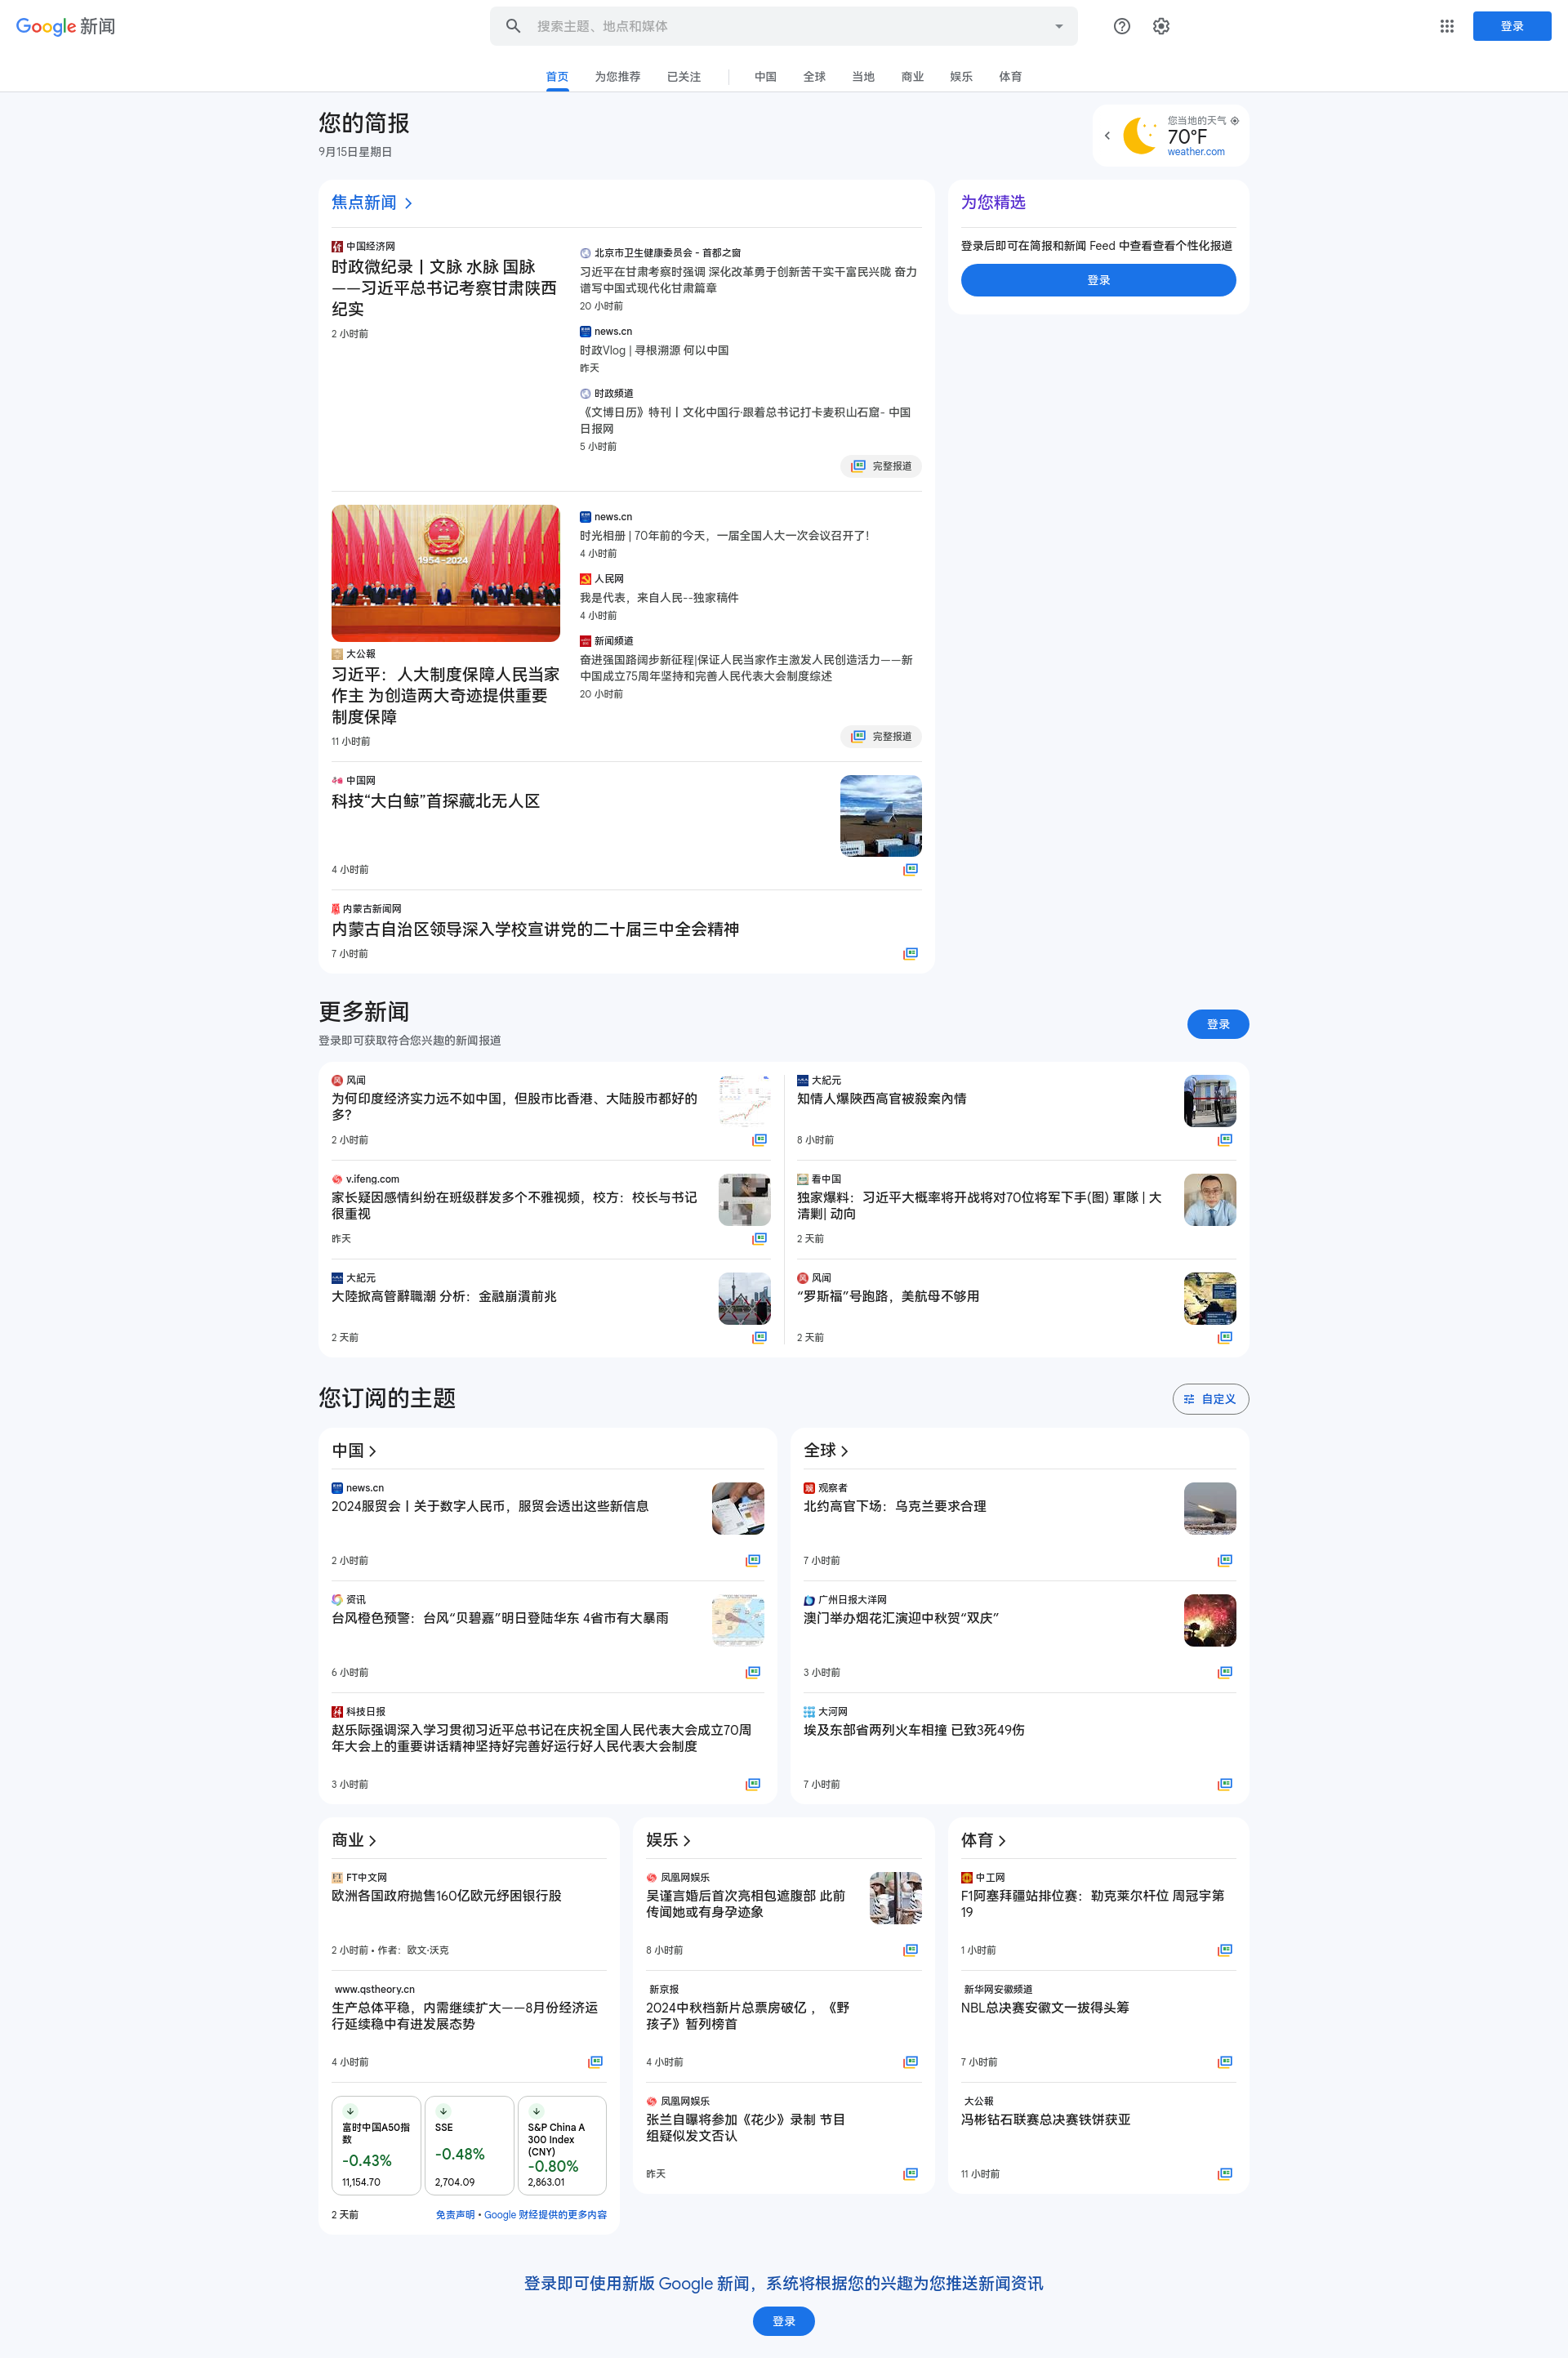 Google 新闻
搜索主题、地点和媒体
登录
首页
为您推荐
已关注
中国
全球
当地
商业
娱乐
体育
您的简报
9月15日星期日
您当地的天气
70°F
weather.com
焦点新闻
中国经济网
时政微纪录丨文脉 水脉 国脉
——习近平总书记考察甘肃陕西
纪实
2 小时前
北京市卫生健康委员会 - 首都之窗
习近平在甘肃考察时强调 深化改革勇于创新苦干实干富民兴陇 奋力
谱写中国式现代化甘肃篇章
20 小时前
news.cn
时政Vlog | 寻根溯源 何以中国
昨天
时政频道
《文博日历》特刊丨文化中国行·跟着总书记打卡麦积山石窟- 中国
日报网
5 小时前
完整报道
为您精选
登录后即可在简报和新闻 Feed 中查看查看个性化报道
登录
1954-2024
大公報
习近平：人大制度保障人民当家
作主 为创造两大奇迹提供重要
制度保障
11 小时前
news.cn
时光相册 | 70年前的今天，一届全国人大一次会议召开了!
4 小时前
人民网
我是代表，来自人民--独家稿件
4 小时前
新闻频道
奋进强国路阔步新征程|保证人民当家作主激发人民创造活力——新
中国成立75周年坚持和完善人民代表大会制度综述
20 小时前
完整报道
中国网
科技“大白鲸”首探藏北无人区
4 小时前
内蒙古新闻网
内蒙古自治区领导深入学校宣讲党的二十届三中全会精神
7 小时前
更多新闻
登录即可获取符合您兴趣的新闻报道
登录
风闻
为何印度经济实力远不如中国，但股市比香港、大陆股市都好的
多?
2 小时前
v.ifeng.com
家长疑因感情纠纷在班级群发多个不雅视频，校方：校长与书记
很重视
昨天
大紀元
大陸掀高管辭職潮 分析：金融崩潰前兆
2 天前
大紀元
知情人爆陝西高官被殺案內情
8 小时前
看中国
独家爆料：习近平大概率将开战将对70位将军下手(图) 軍隊 | 大
清剿| 动向
2 天前
风闻
“罗斯福”号跑路，美航母不够用
2 天前
您订阅的主题
自定义
中国
news.cn
2024服贸会丨关于数字人民币，服贸会透出这些新信息
2 小时前
资讯
台风橙色预警：台风“贝碧嘉”明日登陆华东 4省市有大暴雨
6 小时前
科技日报
赵乐际强调深入学习贯彻习近平总书记在庆祝全国人民代表大会成立70周
年大会上的重要讲话精神坚持好完善好运行好人民代表大会制度
3 小时前
全球
观察者
北约高官下场：乌克兰要求合理
7 小时前
广州日报大洋网
澳门举办烟花汇演迎中秋贺“双庆”
3 小时前
大河网
埃及东部省两列火车相撞 已致3死49伤
7 小时前
商业
FT中文网
欧洲各国政府抛售160亿欧元纾困银行股
2 小时前 • 作者：欧文·沃克
www.qstheory.cn
生产总体平稳，内需继续扩大——8月份经济运
行延续稳中有进发展态势
4 小时前
富时中国A50指
数
-0.43%
11,154.70
SSE
-0.48%
2,704.09
S&P China A
300 Index
(CNY)
-0.80%
2,863.01
2 天前
免责声明 • Google 财经提供的更多内容
娱乐
凤凰网娱乐
吴谨言婚后首次亮相包遮腹部 此前
传闻她或有身孕迹象
8 小时前
新京报
2024中秋档新片总票房破亿 ，《野
孩子》暂列榜首
4 小时前
凤凰网娱乐
张兰自曝将参加《花少》录制 节目
组疑似发文否认
昨天
体育
中工网
F1阿塞拜疆站排位赛：勒克莱尔杆位 周冠宇第
19
1 小时前
新华网安徽频道
NBL总决赛安徽文一拔得头筹
7 小时前
大公報
冯彬钻石联赛总决赛铁饼获亚
11 小时前
登录即可使用新版 Google 新闻，系统将根据您的兴趣为您推送新闻资讯
登录